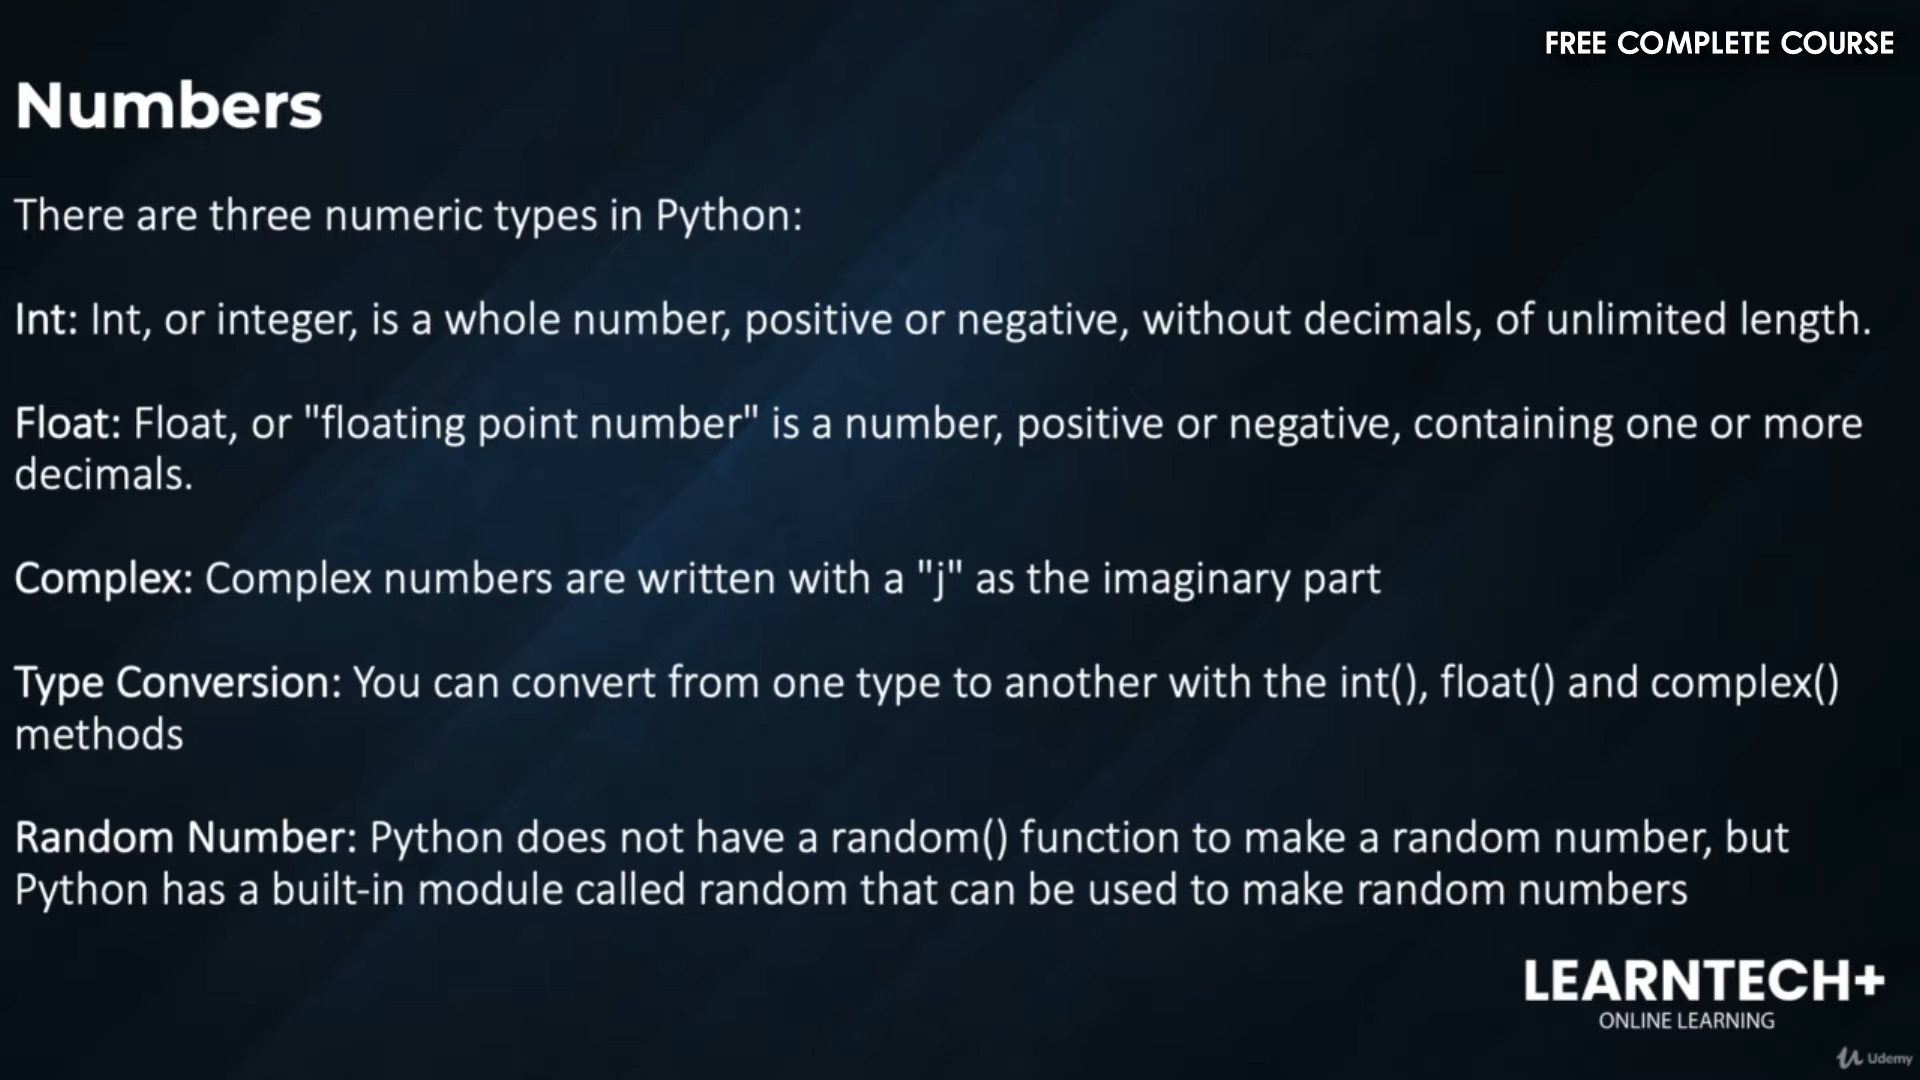 FREE COMPLETE COURSE
Numbers
There are three numeric types in Python:
Int: Int, or integer, is a whole number, positive or negative, without decimals, of unlimited length.
Float: Float, or "floating point number" is a number, positive or negative, containing one or more
decimals.
Complex: Complex numbers are written with a "j" as the imaginary part
Type Conversion: You can convert from one type to another with the int(), float() and complex()
methods
Random Number: Python does not have a random() function to make a random number, but
Python has a built-in module called random that can be used to make random numbers
LEARNTECH+
ONLINE LEARNING
Udemy